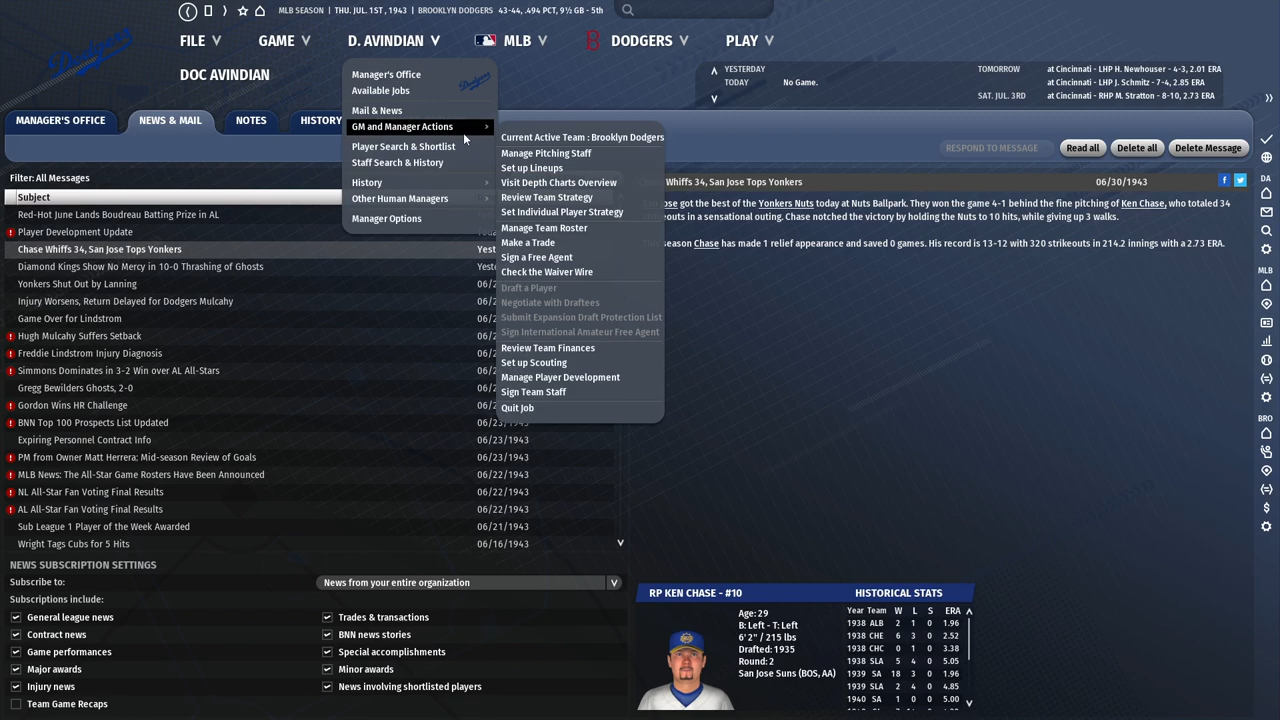 MLB SEASON | THU. JUL. 1ST , 1943 | BROOKLYN DODGERS 43-44, .494 PCT, 9½ GB - 5th
FILE GAME D. AVINDIAN MLB DODGERS PLAY
Dodgers
DOC AVINDIAN
YESTERDAY
TODAY No Game.
TOMORROW at Cincinnati - LHP H. Newhouser - 4-3, 2.01 ERA
at Cincinnati - LHP J. Schmitz - 7-4, 2.85 ERA
SAT. JUL. 3RD at Cincinnati - RHP M. Stratton - 8-10, 2.73 ERA
MANAGER'S OFFICE NEWS & MAIL NOTES HISTORY
Manager's Office
Dodgers
Available Jobs
Mail & News
GM and Manager Actions
Player Search & Shortlist
Staff Search & History
History
Other Human Managers
Manager Options
Current Active Team : Brooklyn Dodgers
Manage Pitching Staff
Set up Lineups
Visit Depth Charts Overview
Review Team Strategy
Set Individual Player Strategy
Manage Team Roster
Make a Trade
Sign a Free Agent
Check the Waiver Wire
Draft a Player
Negotiate with Draftees
Submit Expansion Draft Protection List
Sign International Amateur Free Agent
Review Team Finances
Set up Scouting
Manage Player Development
Sign Team Staff
Quit Job
RESPOND TO MESSAGE Read all Delete all Delete Message
Filter: All Messages
Subject
Red-Hot June Lands Boudreau Batting Prize in AL
Player Development Update
Chase Whiffs 34, San Jose Tops Yonkers Yest
Diamond Kings Show No Mercy in 10-0 Thrashing of Ghosts Yest
Yonkers Shut Out by Lanning 06/2
Injury Worsens, Return Delayed for Dodgers Mulcahy 06/2
Game Over for Lindstrom 06/2
Hugh Mulcahy Suffers Setback 06/2
Freddie Lindstrom Injury Diagnosis 06/2
Simmons Dominates in 3-2 Win over AL All-Stars 06/2
Gregg Bewilders Ghosts, 2-0 06/2
Gordon Wins HR Challenge 06/2
BNN Top 100 Prospects List Updated 06/23/1943
Expiring Personnel Contract Info 06/23/1943
PM from Owner Matt Herrera: Mid-season Review of Goals 06/23/1943
MLB News: The All-Star Game Rosters Have Been Announced 06/22/1943
NL All-Star Fan Voting Final Results 06/22/1943
AL All-Star Fan Voting Final Results 06/22/1943
Sub League 1 Player of the Week Awarded 06/21/1943
Wright Tags Cubs for 5 Hits 06/16/1943
Whiffs 34, San Jose Tops Yonkers 06/30/1943
got the best of the Yonkers Nuts today at Nuts Ballpark. They won the game 4-1 behind the fine pitching of Ken Chase, who totaled 34
in a sensational outing. Chase notched the victory by holding the Nuts to 10 hits, while giving up 3 walks.
season Chase has made 1 relief appearance and saved 0 games. His record is 13-12 with 320 strikeouts in 214.2 innings with a 2.73 ERA.
DA
MLB
BRO
NEWS SUBSCRIPTION SETTINGS
Subscribe to: News from your entire organization
Subscriptions include:
General league news Trades & transactions
Contract news BNN news stories
Game performances Special accomplishments
Major awards Minor awards
Injury news News involving shortlisted players
Team Game Recaps
RP KEN CHASE - #10
Age: 29
B: Left - T: Left
6'2" / 215 lbs
Drafted: 1935
Round: 2
San Jose Suns (BOS, AA)
HISTORICAL STATS
Year Team W L S ERA
1938 ALB 2 1 0 1.96
1938 CHE 6 3 0 2.52
1938 CHC 0 1 0 3.38
1938 SLA 5 4 0 5.05
1939 SA 18 3 0 1.96
1939 SLA 2 4 0 4.85
1940 SA 1 0 0 5.00